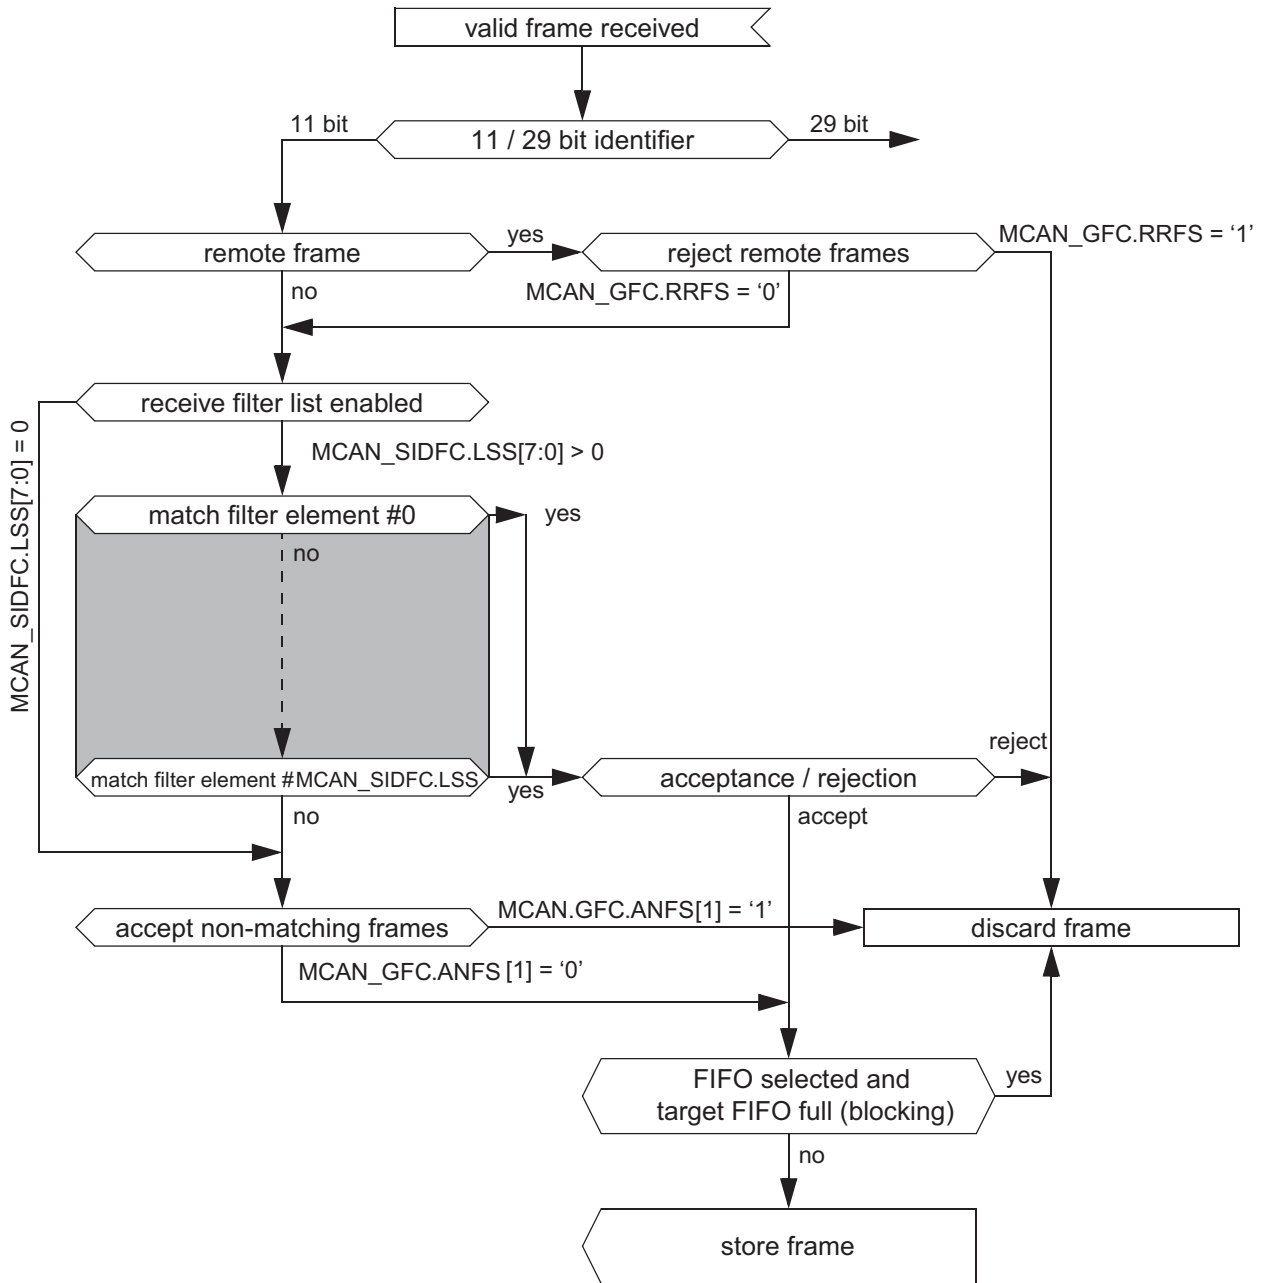 valid frame received
11 bit
11 / 29 bit identifier
29 bit
remote frame
yes
reject remote frames
MCAN_GFC.RRFS = ‘1’
no
MCAN_GFC.RRFS = ‘0’
receive filter list enabled
MCAN_SIDFC.LSS[7:0] = 0
MCAN_SIDFC.LSS[7:0] > 0
match filter element #0
yes
no
reject
match filter element #MCAN_SIDFC.LSS
yes
acceptance / rejection
no
accept
accept non-matching frames
MCAN.GFC.ANFS[1] = ‘1’
discard frame
MCAN_GFC.ANFS [1] = ‘0’
FIFO selected and
target FIFO full (blocking)
yes
no
store frame